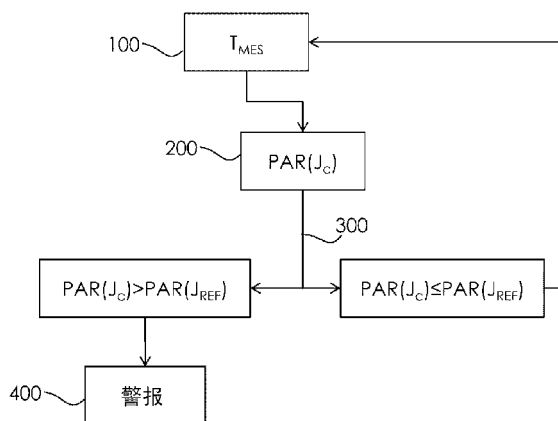 100
T_MES
200
PAR(J_C)
300
PAR(J_C)>PAR(J_REF)
PAR(J_C)≤PAR(J_REF)
400
警报